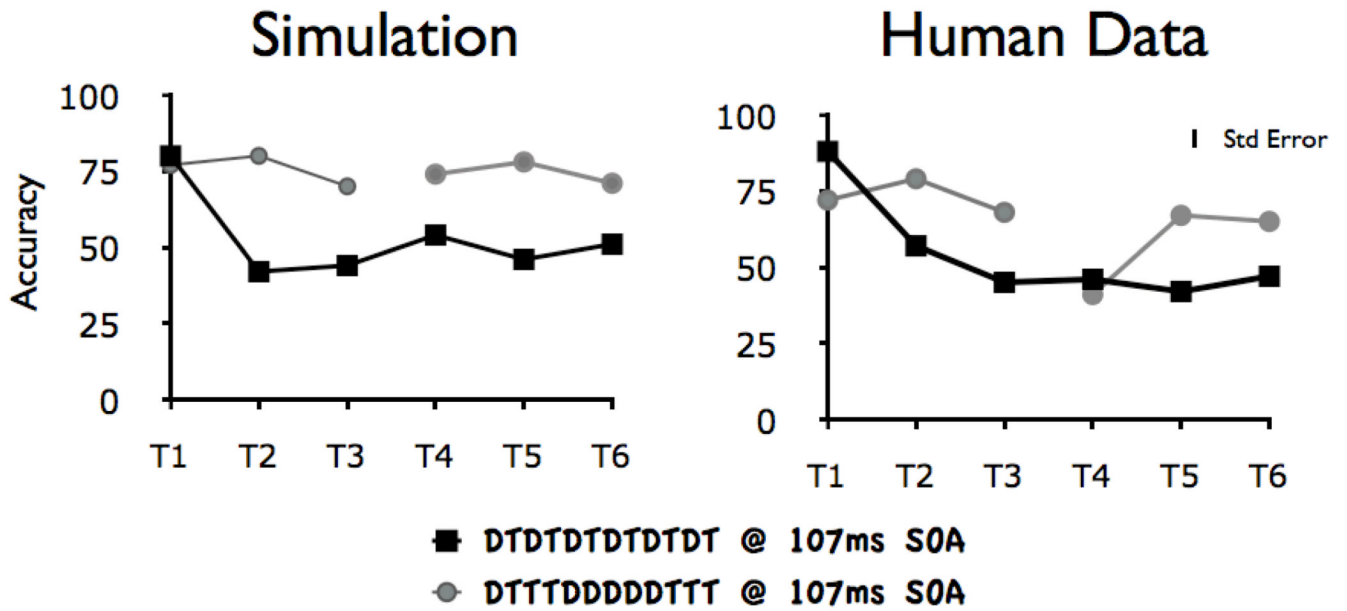 Simulation
Human Data
Accuracy
100
75
50
25
0
T1 T2 T3 T4 T5 T6
100
75
50
25
0
Std Error
T1 T2 T3 T4 T5 T6
DTDTDTDTDTDT @ 107ms SOA
DTTTDDDDDTTT @ 107ms SOA